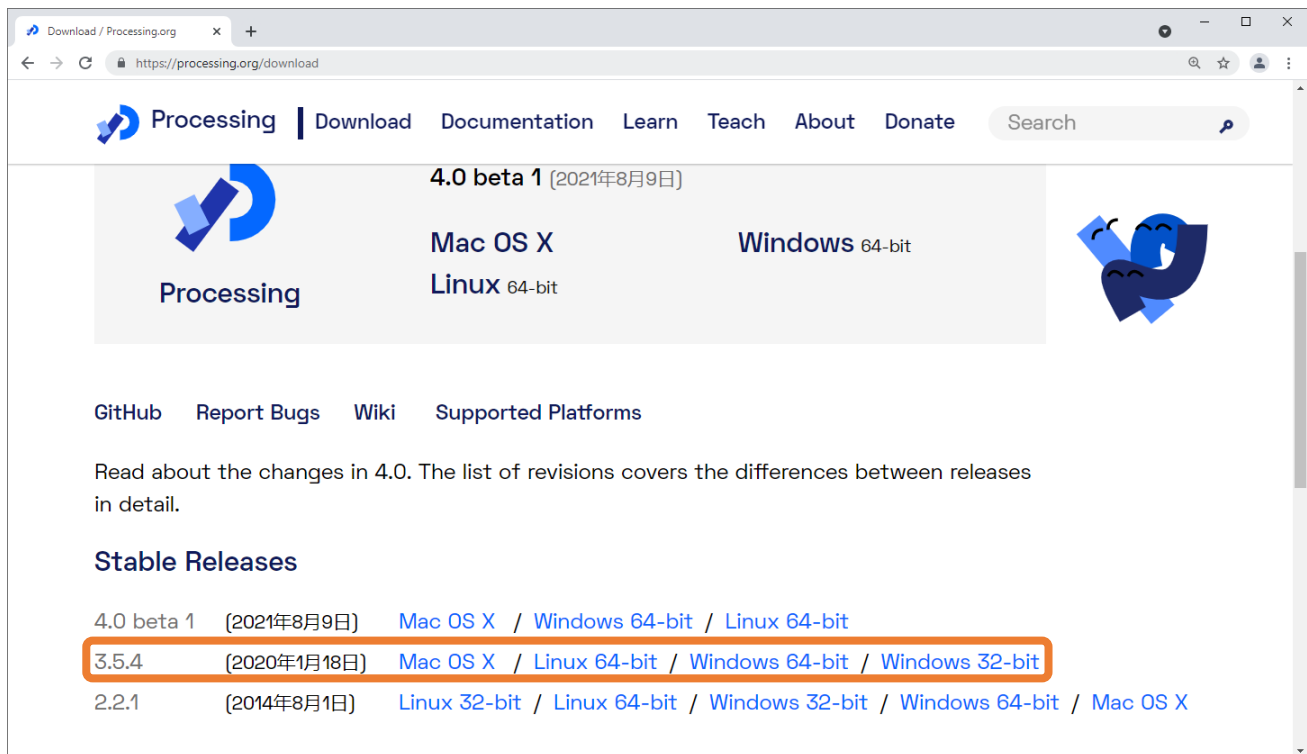 Download / Processing.org
https://processing.org/download
Processing Download Documentation Learn Teach About Donate Search
4.0 beta 1 (2021年8月9日)
Mac OS X Windows 64-bit
Linux 64-bit
Processing
GitHub Report Bugs Wiki Supported Platforms
Read about the changes in 4.0. The list of revisions covers the differences between releases
in detail.
Stable Releases
4.0 beta 1 (2021年8月9日) Mac OS X / Windows 64-bit / Linux 64-bit
3.5.4 (2020年1月18日) Mac OS X / Linux 64-bit / Windows 64-bit / Windows 32-bit
2.2.1 (2014年8月1日) Linux 32-bit / Linux 64-bit / Windows 32-bit / Windows 64-bit / Mac OS X